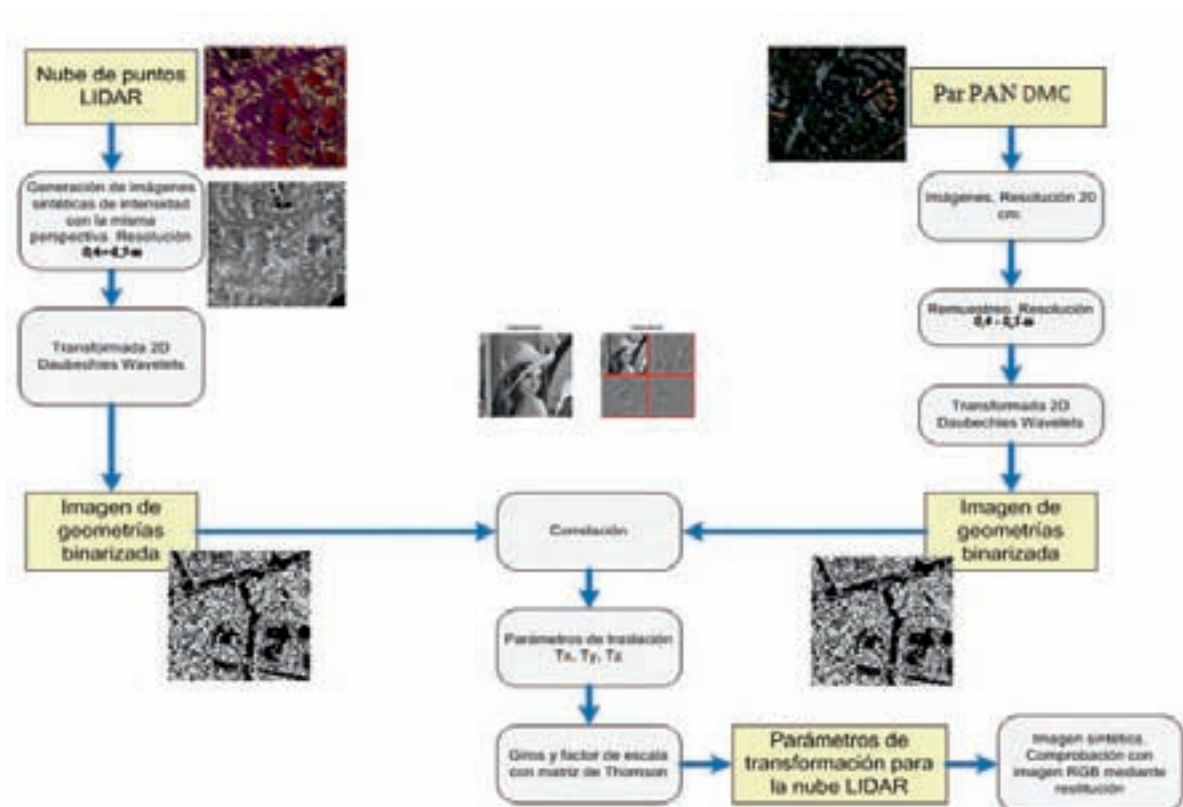 Nube de puntos
LIDAR
Generación de imágenes
sintéticas de intensidad
con la misma
perspectiva. Resolución
Transformada 2D
Daubechies Wavelets
Imagen de
geometrías
binarizada
Par PAN DMC
Imágenes. Resolución 20
cm
Remuestreo. Resolución
Transformada 2D
Daubechies Wavelets
Imagen de
geometrías
binarizada
Correlación
Parámetros de traslación
Tx, Ty, Tz
Giros y factor de escala
con matriz de Thomson
Parámetros de
transformación para
la nube LIDAR
Imagen sintética.
Comprobación con
imagen RGB mediante
restitución